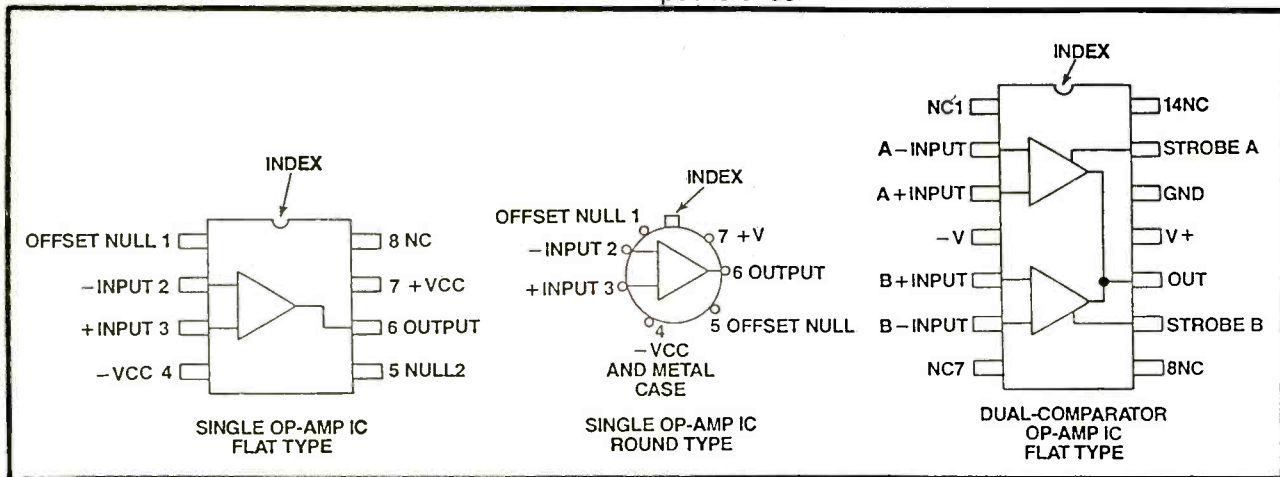 INDEX
OFFSET NULL 1
-INPUT 2
+INPUT 3
-VCC 4
8 NC
7 +VCC
6 OUTPUT
5 NULL2
SINGLE OP-AMP IC
FLAT TYPE
INDEX
OFFSET NULL 1
-INPUT 2
+INPUT 3
4
-VCC
AND METAL
CASE
7 +V
6 OUTPUT
5 OFFSET NULL
SINGLE OP-AMP IC
ROUND TYPE
INDEX
NC1
A-INPUT
A+INPUT
-V
B+INPUT
B-INPUT
NC7
14NC
STROBE A
GND
V+
OUT
STROBE B
8NC
DUAL-COMPARATOR
OP-AMP IC
FLAT TYPE